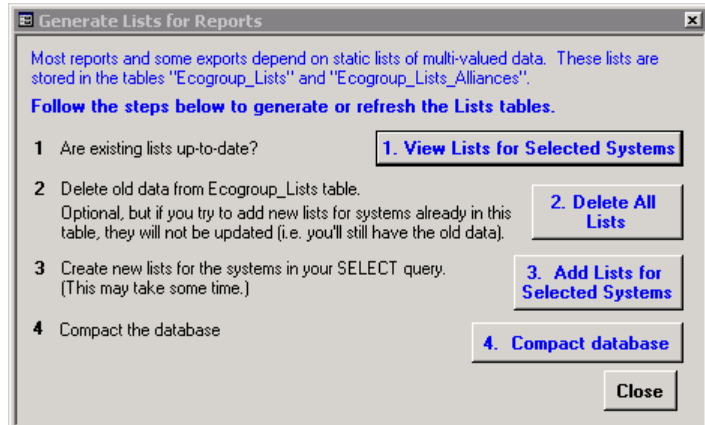 Generate Lists for Reports
Most reports and some exports depend on static lists of multi-valued data. These lists are
stored in the tables "Ecogroup_Lists" and "Ecogroup_Lists_Alliances".
Follow the steps below to generate or refresh the Lists tables.
1 Are existing lists up-to-date?
1. View Lists for Selected Systems
2 Delete old data from Ecogroup_Lists table.
Optional, but if you try to add new lists for systems already in this
table, they will not be updated (i.e. you'll still have the old data).
2. Delete All
Lists
3 Create new lists for the systems in your SELECT query.
(This may take some time.)
3. Add Lists for
Selected Systems
4 Compact the database
4. Compact database
Close